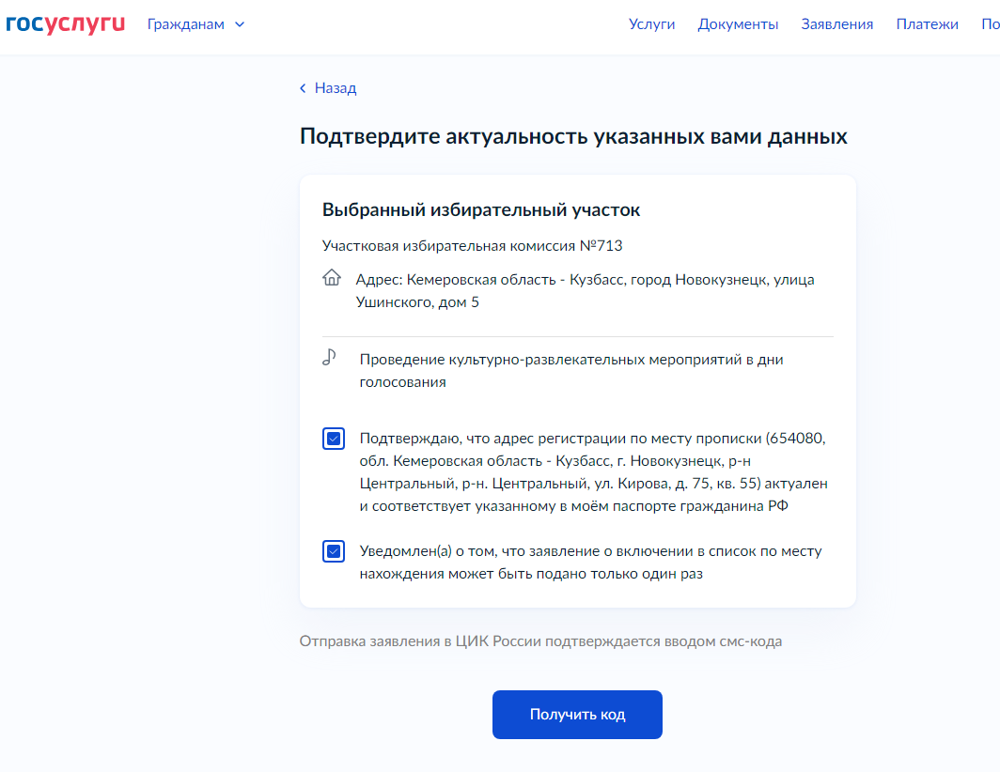 госуслуги Гражданам Услуги Документы Заявления Платежи
Назад
Подтвердите актуальность указанных вами данных
Выбранный избирательный участок
Участковая избирательная комиссия №713
Адрес: Кемеровская область - Кузбасс, город Новокузнецк, улица
Ушинского, дом 5
Проведение культурно-развлекательных мероприятий в дни
голосования
Подтверждаю, что адрес регистрации по месту прописки (654080,
обл. Кемеровская область - Кузбасс, г. Новокузнецк, р-н
Центральный, р-н. Центральный, ул. Кирова, д. 75, кв. 55) актуален
и соответствует указанному в моём паспорте гражданина РФ
Уведомлен(а) о том, что заявление о включении в список по месту
нахождения может быть подано только один раз
Отправка заявления в ЦИК России подтверждается вводом смс-кода
Получить код